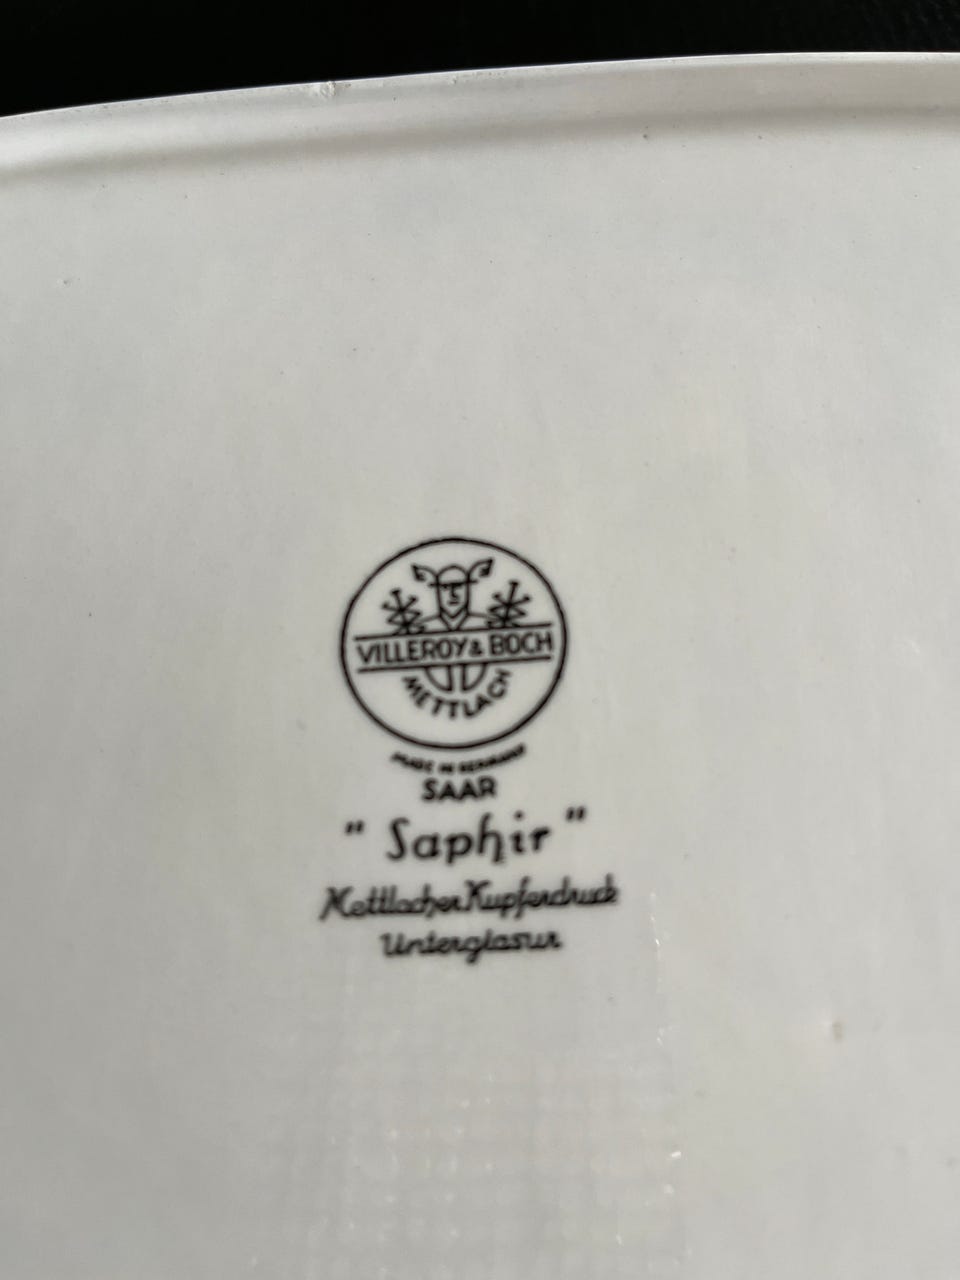 VILLEROY & BOCH
METTLACH
MADE IN GERMANY
SAAR
" Saphir "
Mettlacher Kupferdruck
Unterglasur